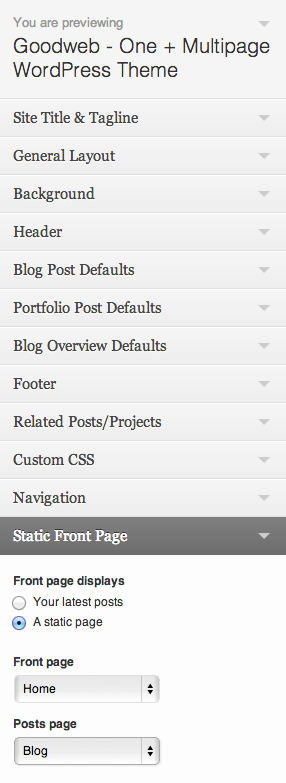 You are previewing
Goodweb - One + Multipage
WordPress Theme
Site Title & Tagline
General Layout
Background
Header
Blog Post Defaults
Portfolio Post Defaults
Blog Overview Defaults
Footer
Related Posts/Projects
Custom CSS
Navigation
Static Front Page
Front page displays
Your latest posts
A static page
Front page
Home
Posts page
Blog